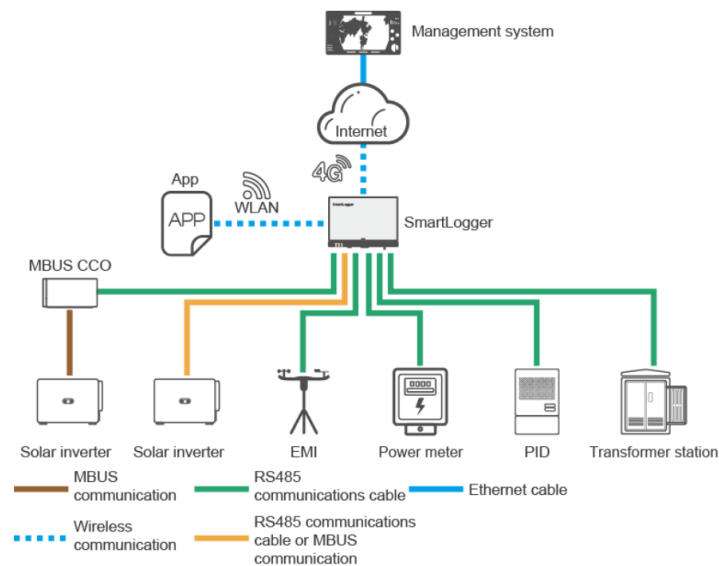 Management system
Internet
4G
App
WLAN
APP
SmartLogger
SmartLogger
MBUS CCO
Solar inverter
Solar inverter
EMI
Power meter
PID
Transformer station
MBUS
communication
RS485
communications cable
Ethernet cable
Wireless
communication
RS485 communications
cable or MBUS
communication